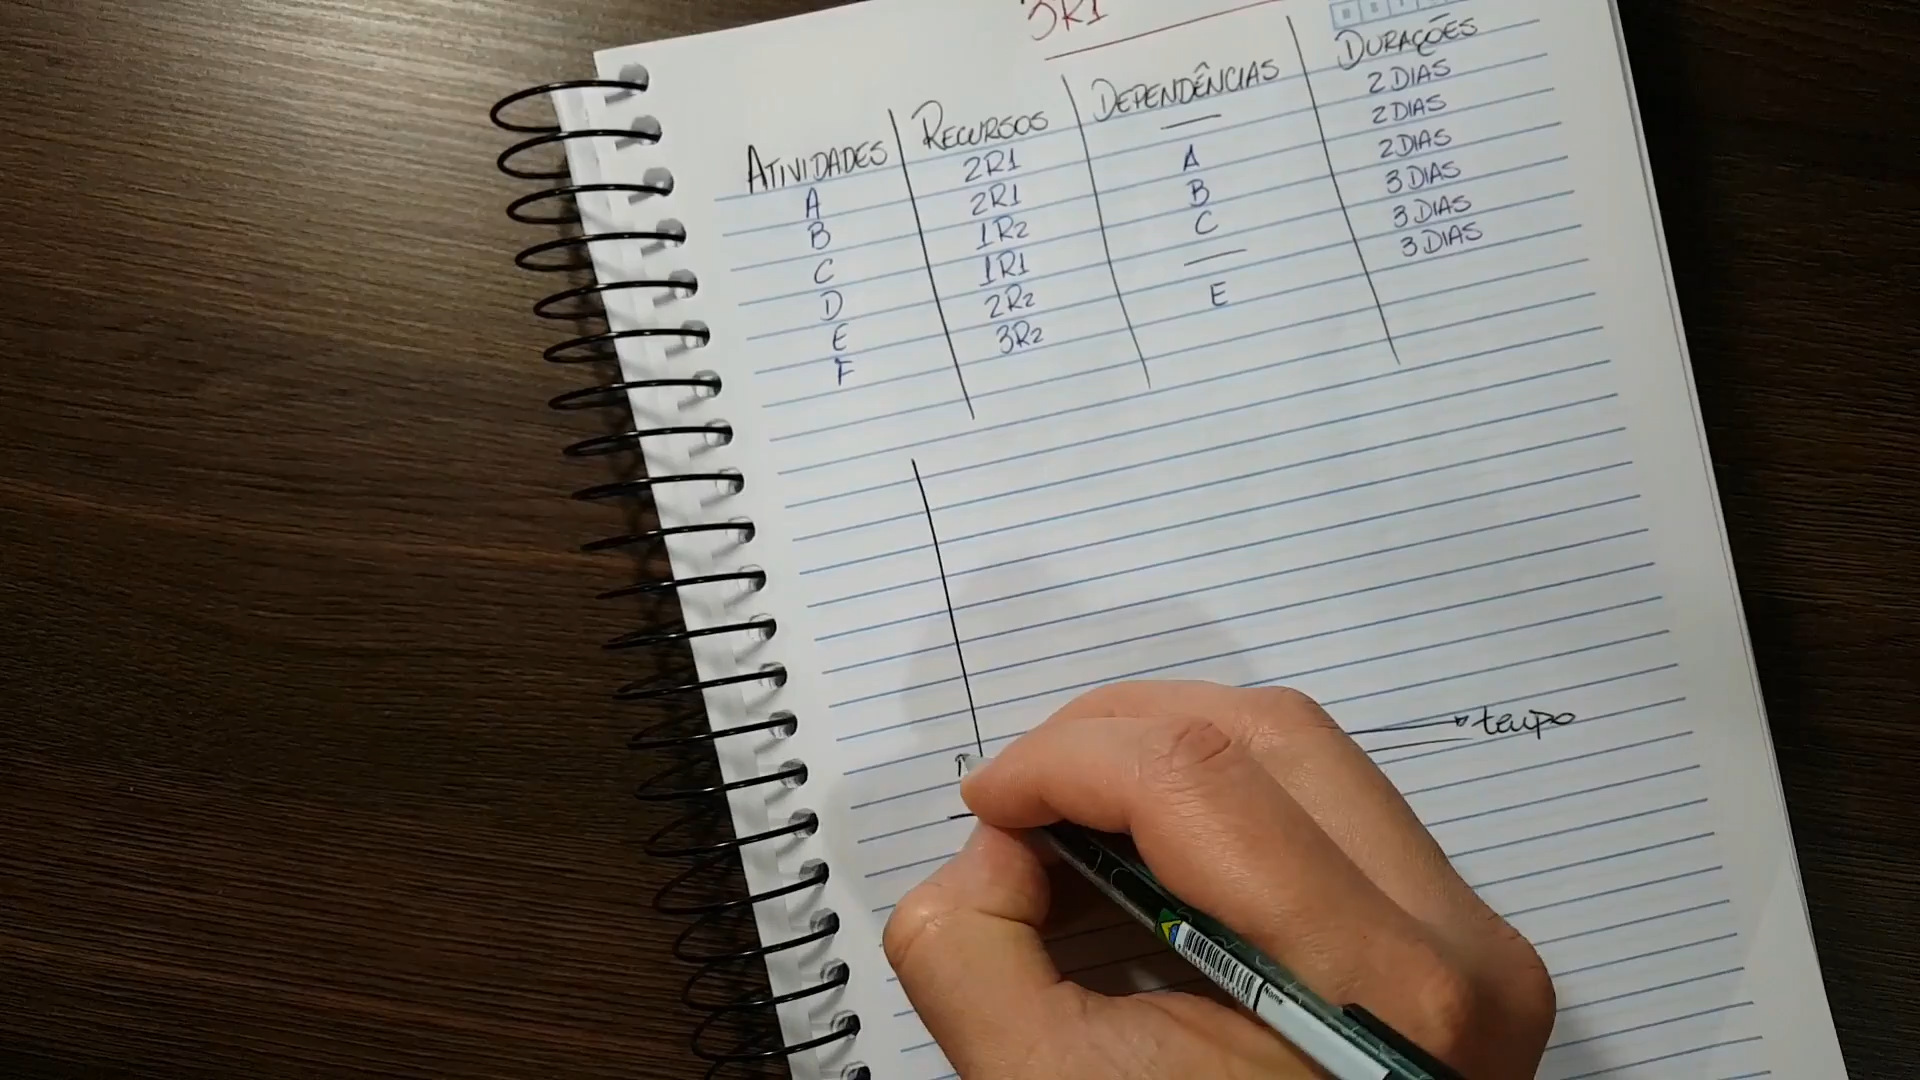 3R1
ATIVIDADES RECURSOS DEPENDÊNCIAS DURAÇÕES
A 2R1 — 2 DIAS
B 2R1 A 2 DIAS
C 1R2 B 2 DIAS
D 1R1 C 3 DIAS
E 2R2 — 3 DIAS
F 3R2 E 3 DIAS
tempo
Nome